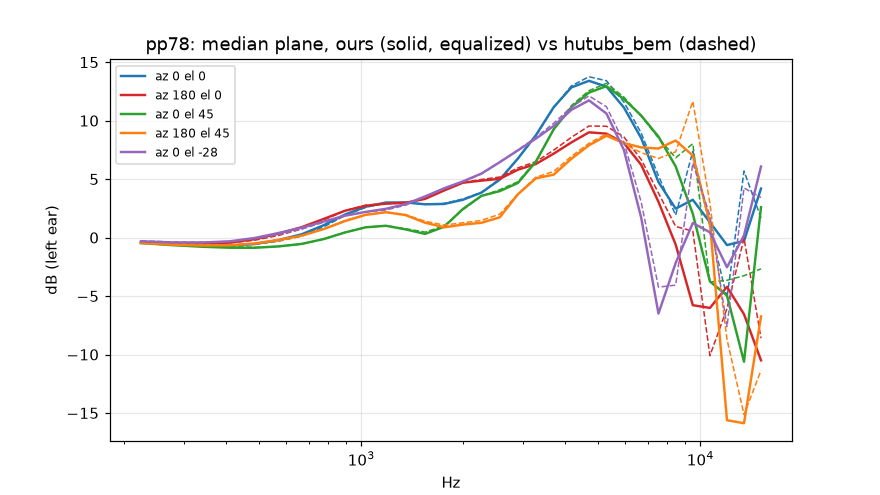 pp78: median plane, ours (solid, equalized) vs hutubs_bem (dashed)
az 0 el 0
az 180 el 0
az 0 el 45
az 180 el 45
az 0 el -28
15
10
5
0
−5
−10
−15
dB (left ear)
10³
10⁴
Hz